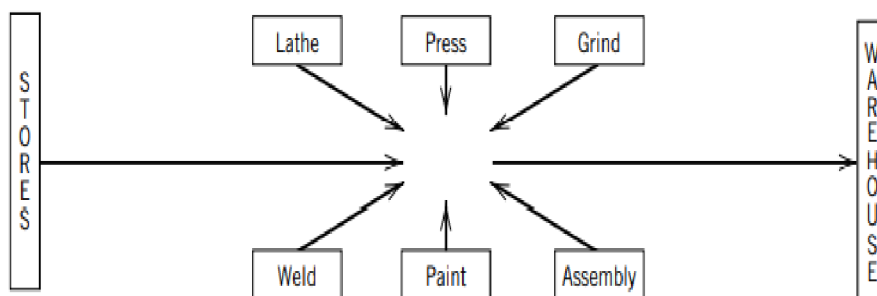 STORES
Lathe
Press
Grind
Weld
Paint
Assembly
WAREHOUSE